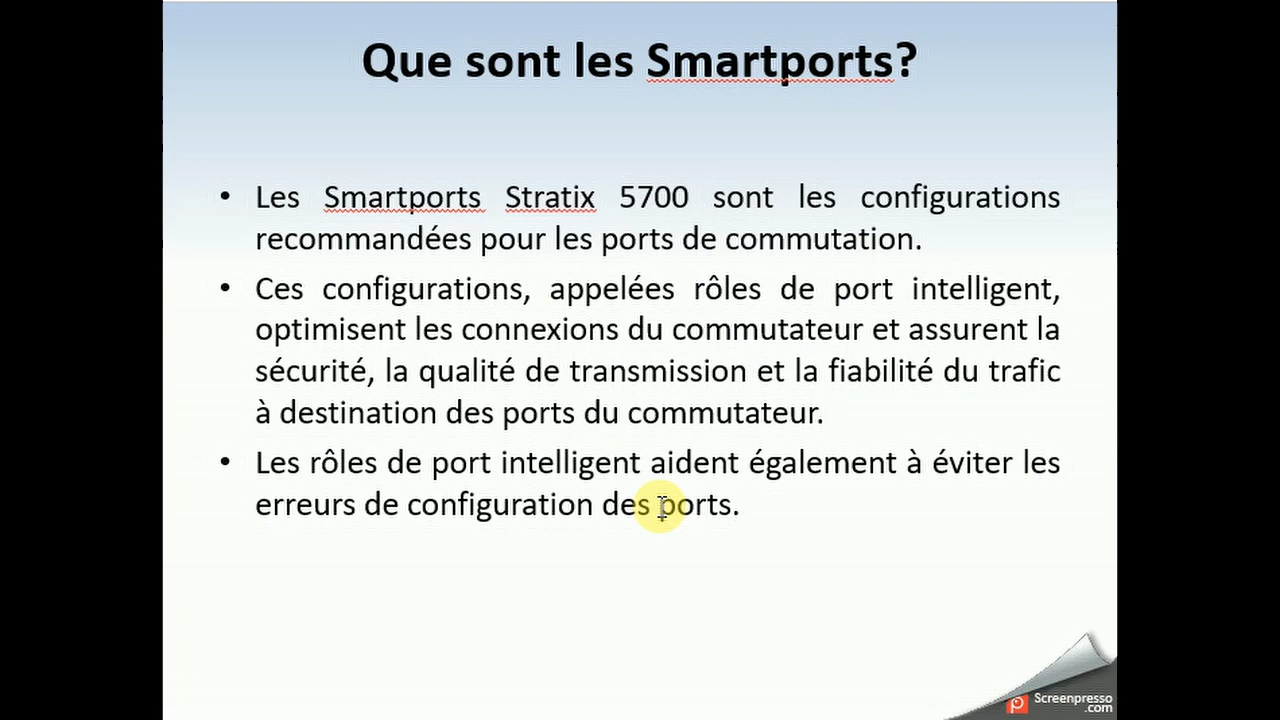 Que sont les Smartports?
• Les Smartports Stratix 5700 sont les configurations
recommandées pour les ports de commutation.
• Ces configurations, appelées rôles de port intelligent,
optimisent les connexions du commutateur et assurent la
sécurité, la qualité de transmission et la fiabilité du trafic
à destination des ports du commutateur.
• Les rôles de port intelligent aident également à éviter les
erreurs de configuration des ports.
Screenpresso
.com